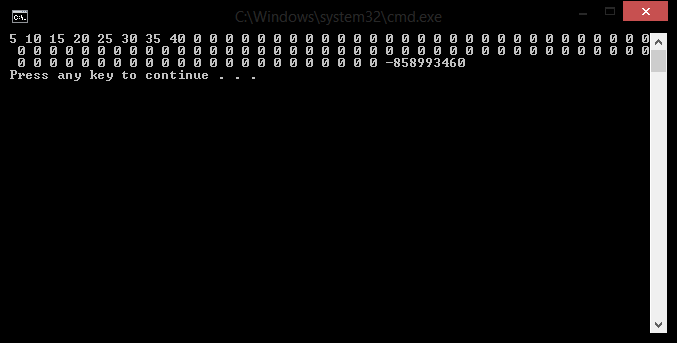 C:\Windows\system32\cmd.exe
5 10 15 20 25 30 35 40 0 0 0 0 0 0 0 0 0 0 0 0 0 0 0 0 0 0 0 0 0 0 0 0 0 0 0 0 0
0 0 0 0 0 0 0 0 0 0 0 0 0 0 0 0 0 0 0 0 0 0 0 0 0 0 0 0 0 0 0 0 0 0 0 0 0 0 0 0
0 0 0 0 0 0 0 0 0 0 0 0 0 0 0 0 0 0 0 0 0 0 0 -858993460
Press any key to continue . . .